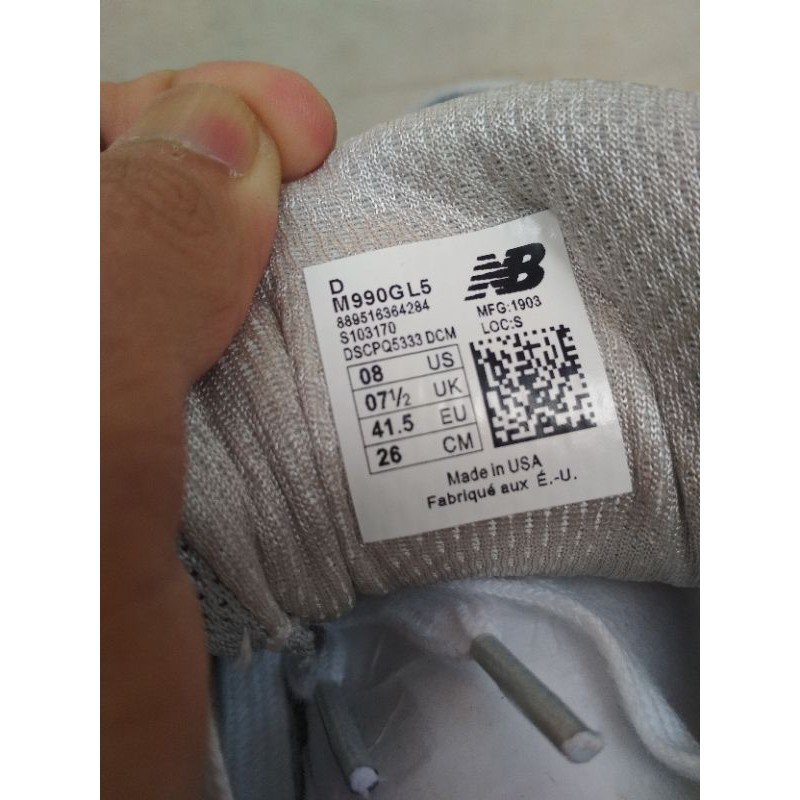 D
M990GL5
889516364284
S103170
DSCPQ5333 DCM
NB
MFG:1903
LOC:S
08 US
07½ UK
41.5 EU
26 CM
Made in USA
Fabriqué aux É.-U.